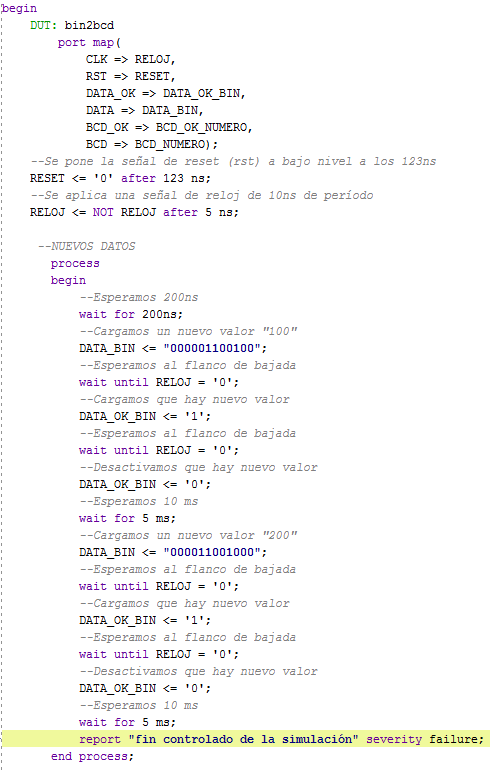 begin
DUT: bin2bcd
port map(
CLK => RELOJ,
RST => RESET,
DATA_OK => DATA_OK_BIN,
DATA => DATA_BIN,
BCD_OK => BCD_OK_NUMERO,
BCD => BCD_NUMERO);
--Se pone la señal de reset (rst) a bajo nivel a los 123ns
RESET <= '0' after 123 ns;
--Se aplica una señal de reloj de 10ns de período
RELOJ <= NOT RELOJ after 5 ns;
--NUEVOS DATOS
process
begin
--Esperamos 200ns
wait for 200ns;
--Cargamos un nuevo valor "100"
DATA_BIN <= "000001100100";
--Esperamos al flanco de bajada
wait until RELOJ = '0';
--Cargamos que hay nuevo valor
DATA_OK_BIN <= '1';
--Esperamos al flanco de bajada
wait until RELOJ = '0';
--Desactivamos que hay nuevo valor
DATA_OK_BIN <= '0';
--Esperamos 10 ms
wait for 5 ms;
--Cargamos un nuevo valor "200"
DATA_BIN <= "000011001000";
--Esperamos al flanco de bajada
wait until RELOJ = '0';
--Cargamos que hay nuevo valor
DATA_OK_BIN <= '1';
--Esperamos al flanco de bajada
wait until RELOJ = '0';
--Desactivamos que hay nuevo valor
DATA_OK_BIN <= '0';
--Esperamos 10 ms
wait for 5 ms;
report "fin controlado de la simulación" severity failure;
end process;